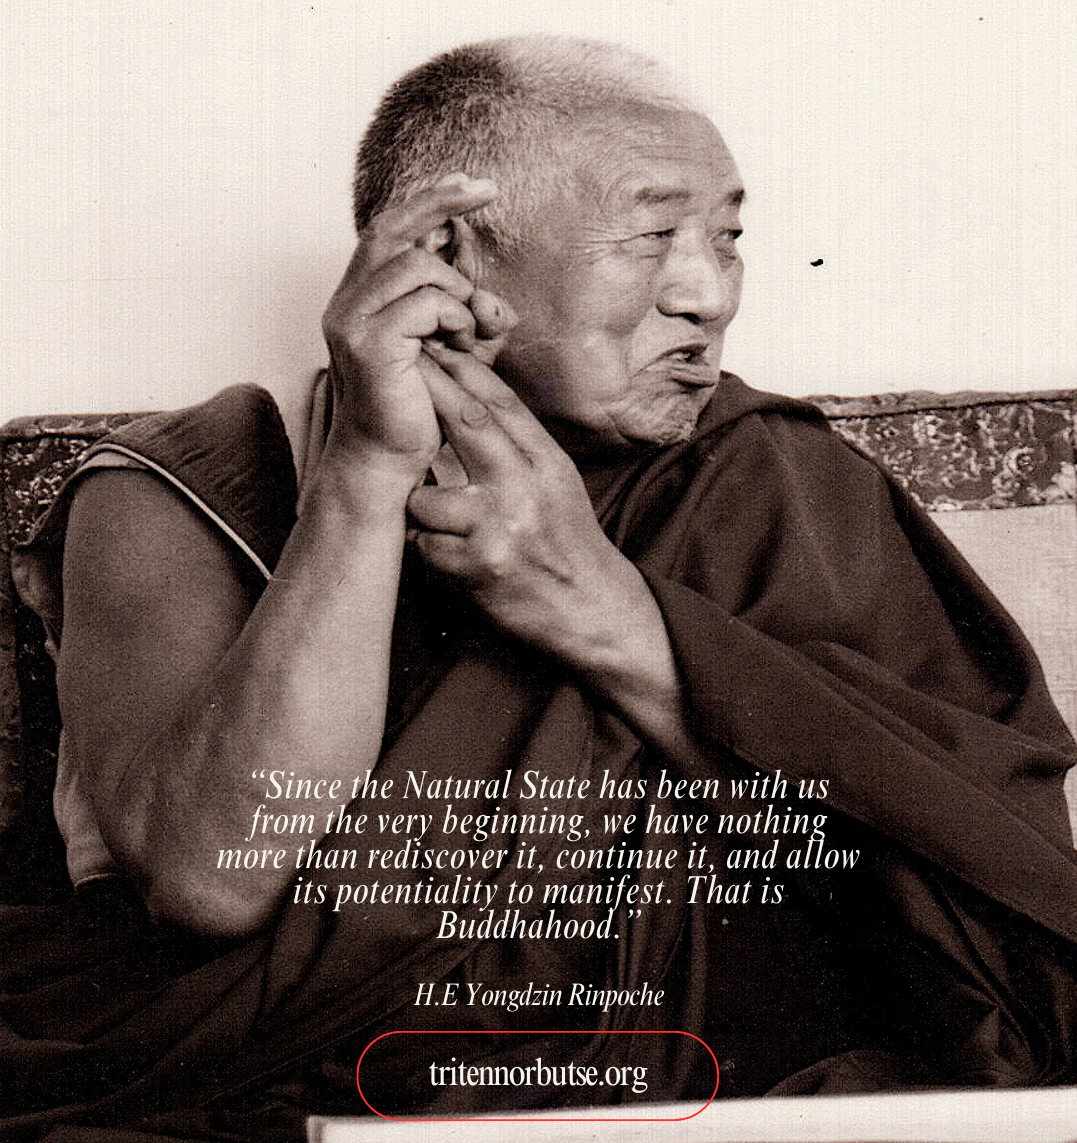 “Since the Natural State has been with us
from the very beginning, we have nothing
more than rediscover it, continue it, and allow
its potentiality to manifest. That is
Buddhahood.”
H.E Yongdzin Rinpoche
tritennorbutse.org